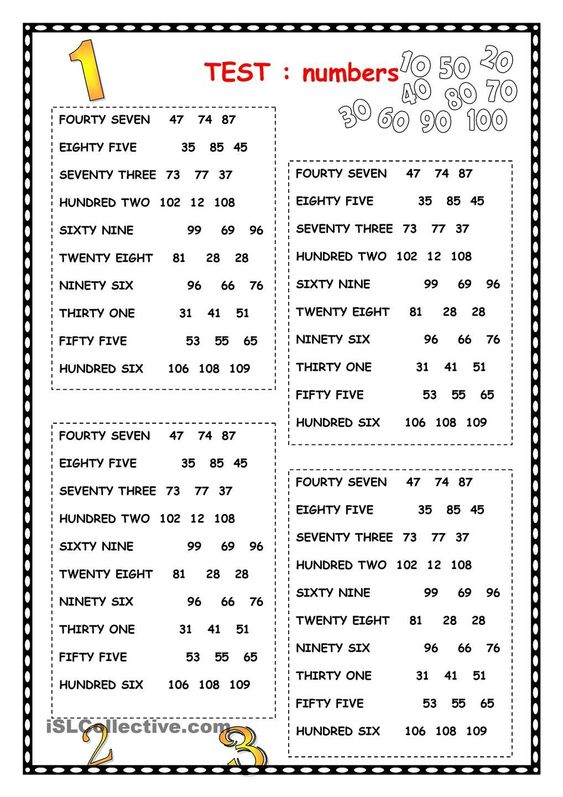 1
TEST : numbers
10 50 20
40 80 70
30 60 90 100
FOURTY SEVEN 47 74 87
EIGHTY FIVE 35 85 45
SEVENTY THREE 73 77 37
HUNDRED TWO 102 12 108
SIXTY NINE 99 69 96
TWENTY EIGHT 81 28 28
NINETY SIX 96 66 76
THIRTY ONE 31 41 51
FIFTY FIVE 53 55 65
HUNDRED SIX 106 108 109
FOURTY SEVEN 47 74 87
EIGHTY FIVE 35 85 45
SEVENTY THREE 73 77 37
HUNDRED TWO 102 12 108
SIXTY NINE 99 69 96
TWENTY EIGHT 81 28 28
NINETY SIX 96 66 76
THIRTY ONE 31 41 51
FIFTY FIVE 53 55 65
HUNDRED SIX 106 108 109
FOURTY SEVEN 47 74 87
EIGHTY FIVE 35 85 45
SEVENTY THREE 73 77 37
HUNDRED TWO 102 12 108
SIXTY NINE 99 69 96
TWENTY EIGHT 81 28 28
NINETY SIX 96 66 76
THIRTY ONE 31 41 51
FIFTY FIVE 53 55 65
HUNDRED SIX 106 108 109
FOURTY SEVEN 47 74 87
EIGHTY FIVE 35 85 45
SEVENTY THREE 73 77 37
HUNDRED TWO 102 12 108
SIXTY NINE 99 69 96
TWENTY EIGHT 81 28 28
NINETY SIX 96 66 76
THIRTY ONE 31 41 51
FIFTY FIVE 53 55 65
HUNDRED SIX 106 108 109
iSLCollective.com
2 3